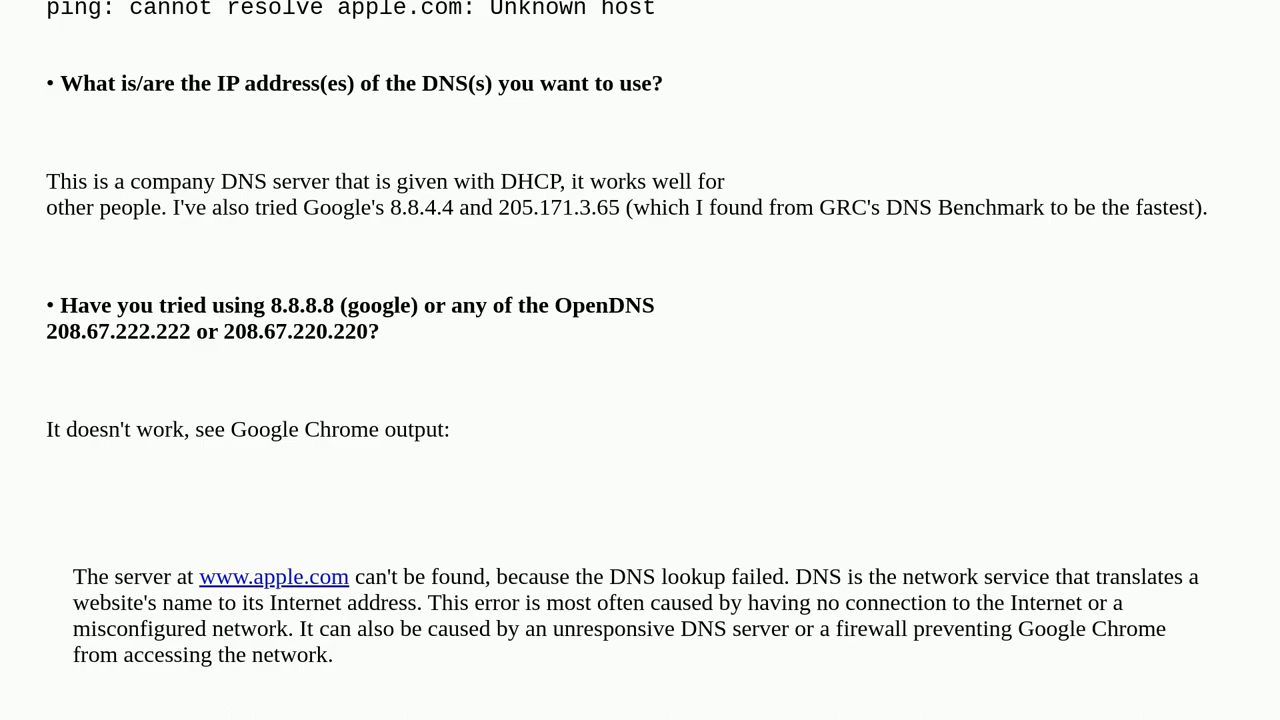 ping: cannot resolve apple.com: Unknown host
• What is/are the IP address(es) of the DNS(s) you want to use?
This is a company DNS server that is given with DHCP, it works well for
other people. I've also tried Google's 8.8.4.4 and 205.171.3.65 (which I found from GRC's DNS Benchmark to be the fastest).
• Have you tried using 8.8.8.8 (google) or any of the OpenDNS
208.67.222.222 or 208.67.220.220?
It doesn't work, see Google Chrome output:
The server at www.apple.com can't be found, because the DNS lookup failed. DNS is the network service that translates a
website's name to its Internet address. This error is most often caused by having no connection to the Internet or a
misconfigured network. It can also be caused by an unresponsive DNS server or a firewall preventing Google Chrome
from accessing the network.